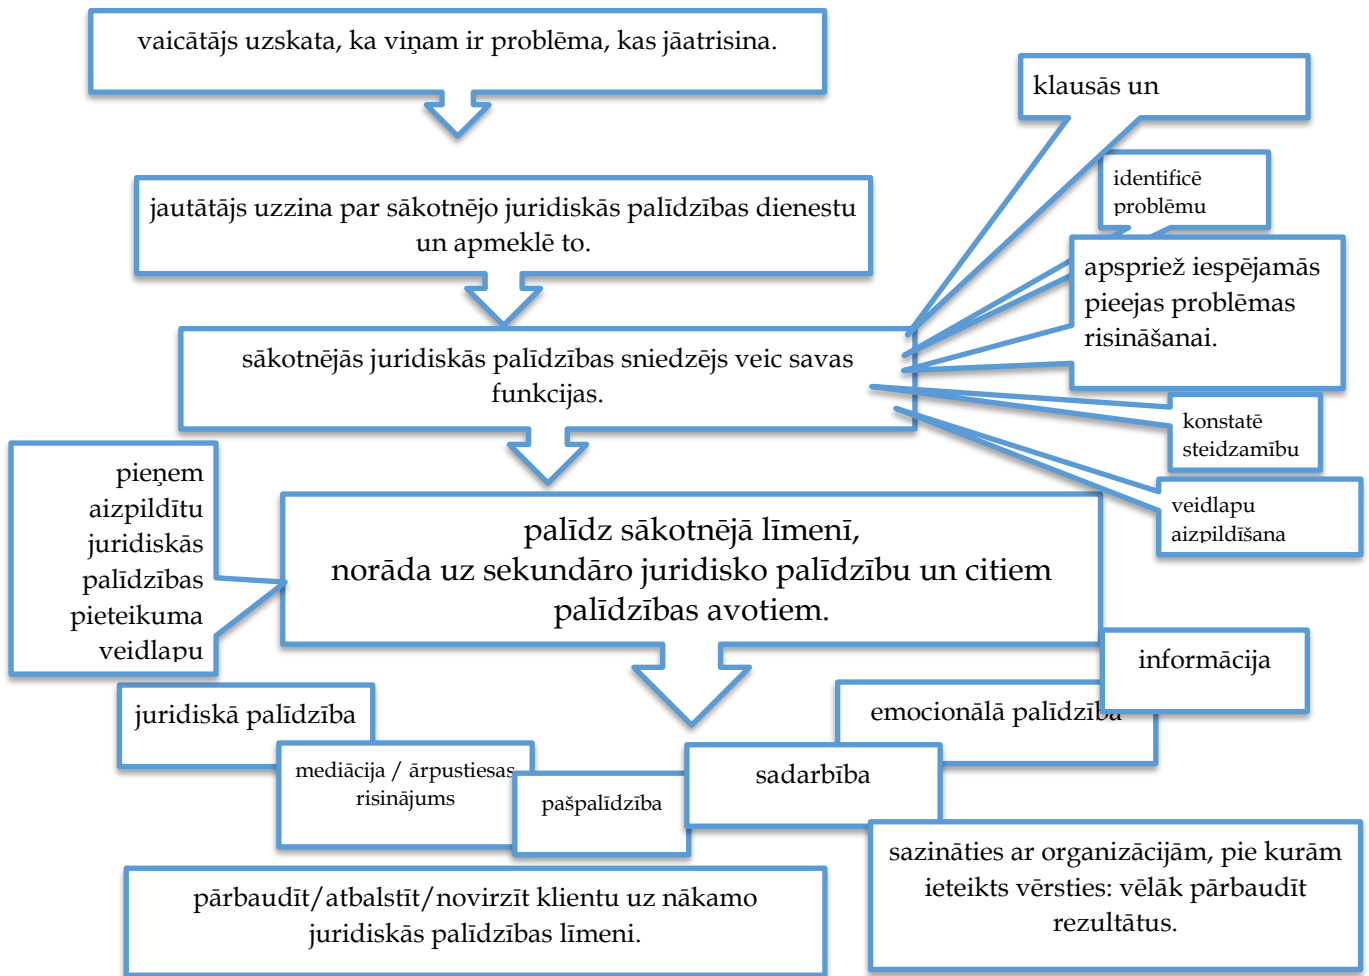 vaicātājs uzskata, ka viņam ir problēma, kas jāatrisina.
klausās un
identificē
problēmu
jautātājs uzzina par sākotnējo juridiskās palīdzības dienestu
un apmeklē to.
apspriež iespējamās
pieejas problēmas
risināšanai.
sākotnējās juridiskās palīdzības sniedzējs veic savas
funkcijas.
konstatē
steidzamību
veidlapu
aizpildīšana
pieņem
aizpildītu
juridiskās
palīdzības
pieteikuma
veidlapu
palīdz sākotnējā līmenī,
norāda uz sekundāro juridisko palīdzību un citiem
palīdzības avotiem.
informācija
juridiskā palīdzība
emocionālā palīdzība
mediācija / ārpustiesas
risinājums
pašpalīdzība
sadarbība
sazināties ar organizācijām, pie kurām
ieteikts vērsties: vēlāk pārbaudīt
rezultātus.
pārbaudīt/atbalstīt/novirzīt klientu uz nākamo
juridiskās palīdzības līmeni.